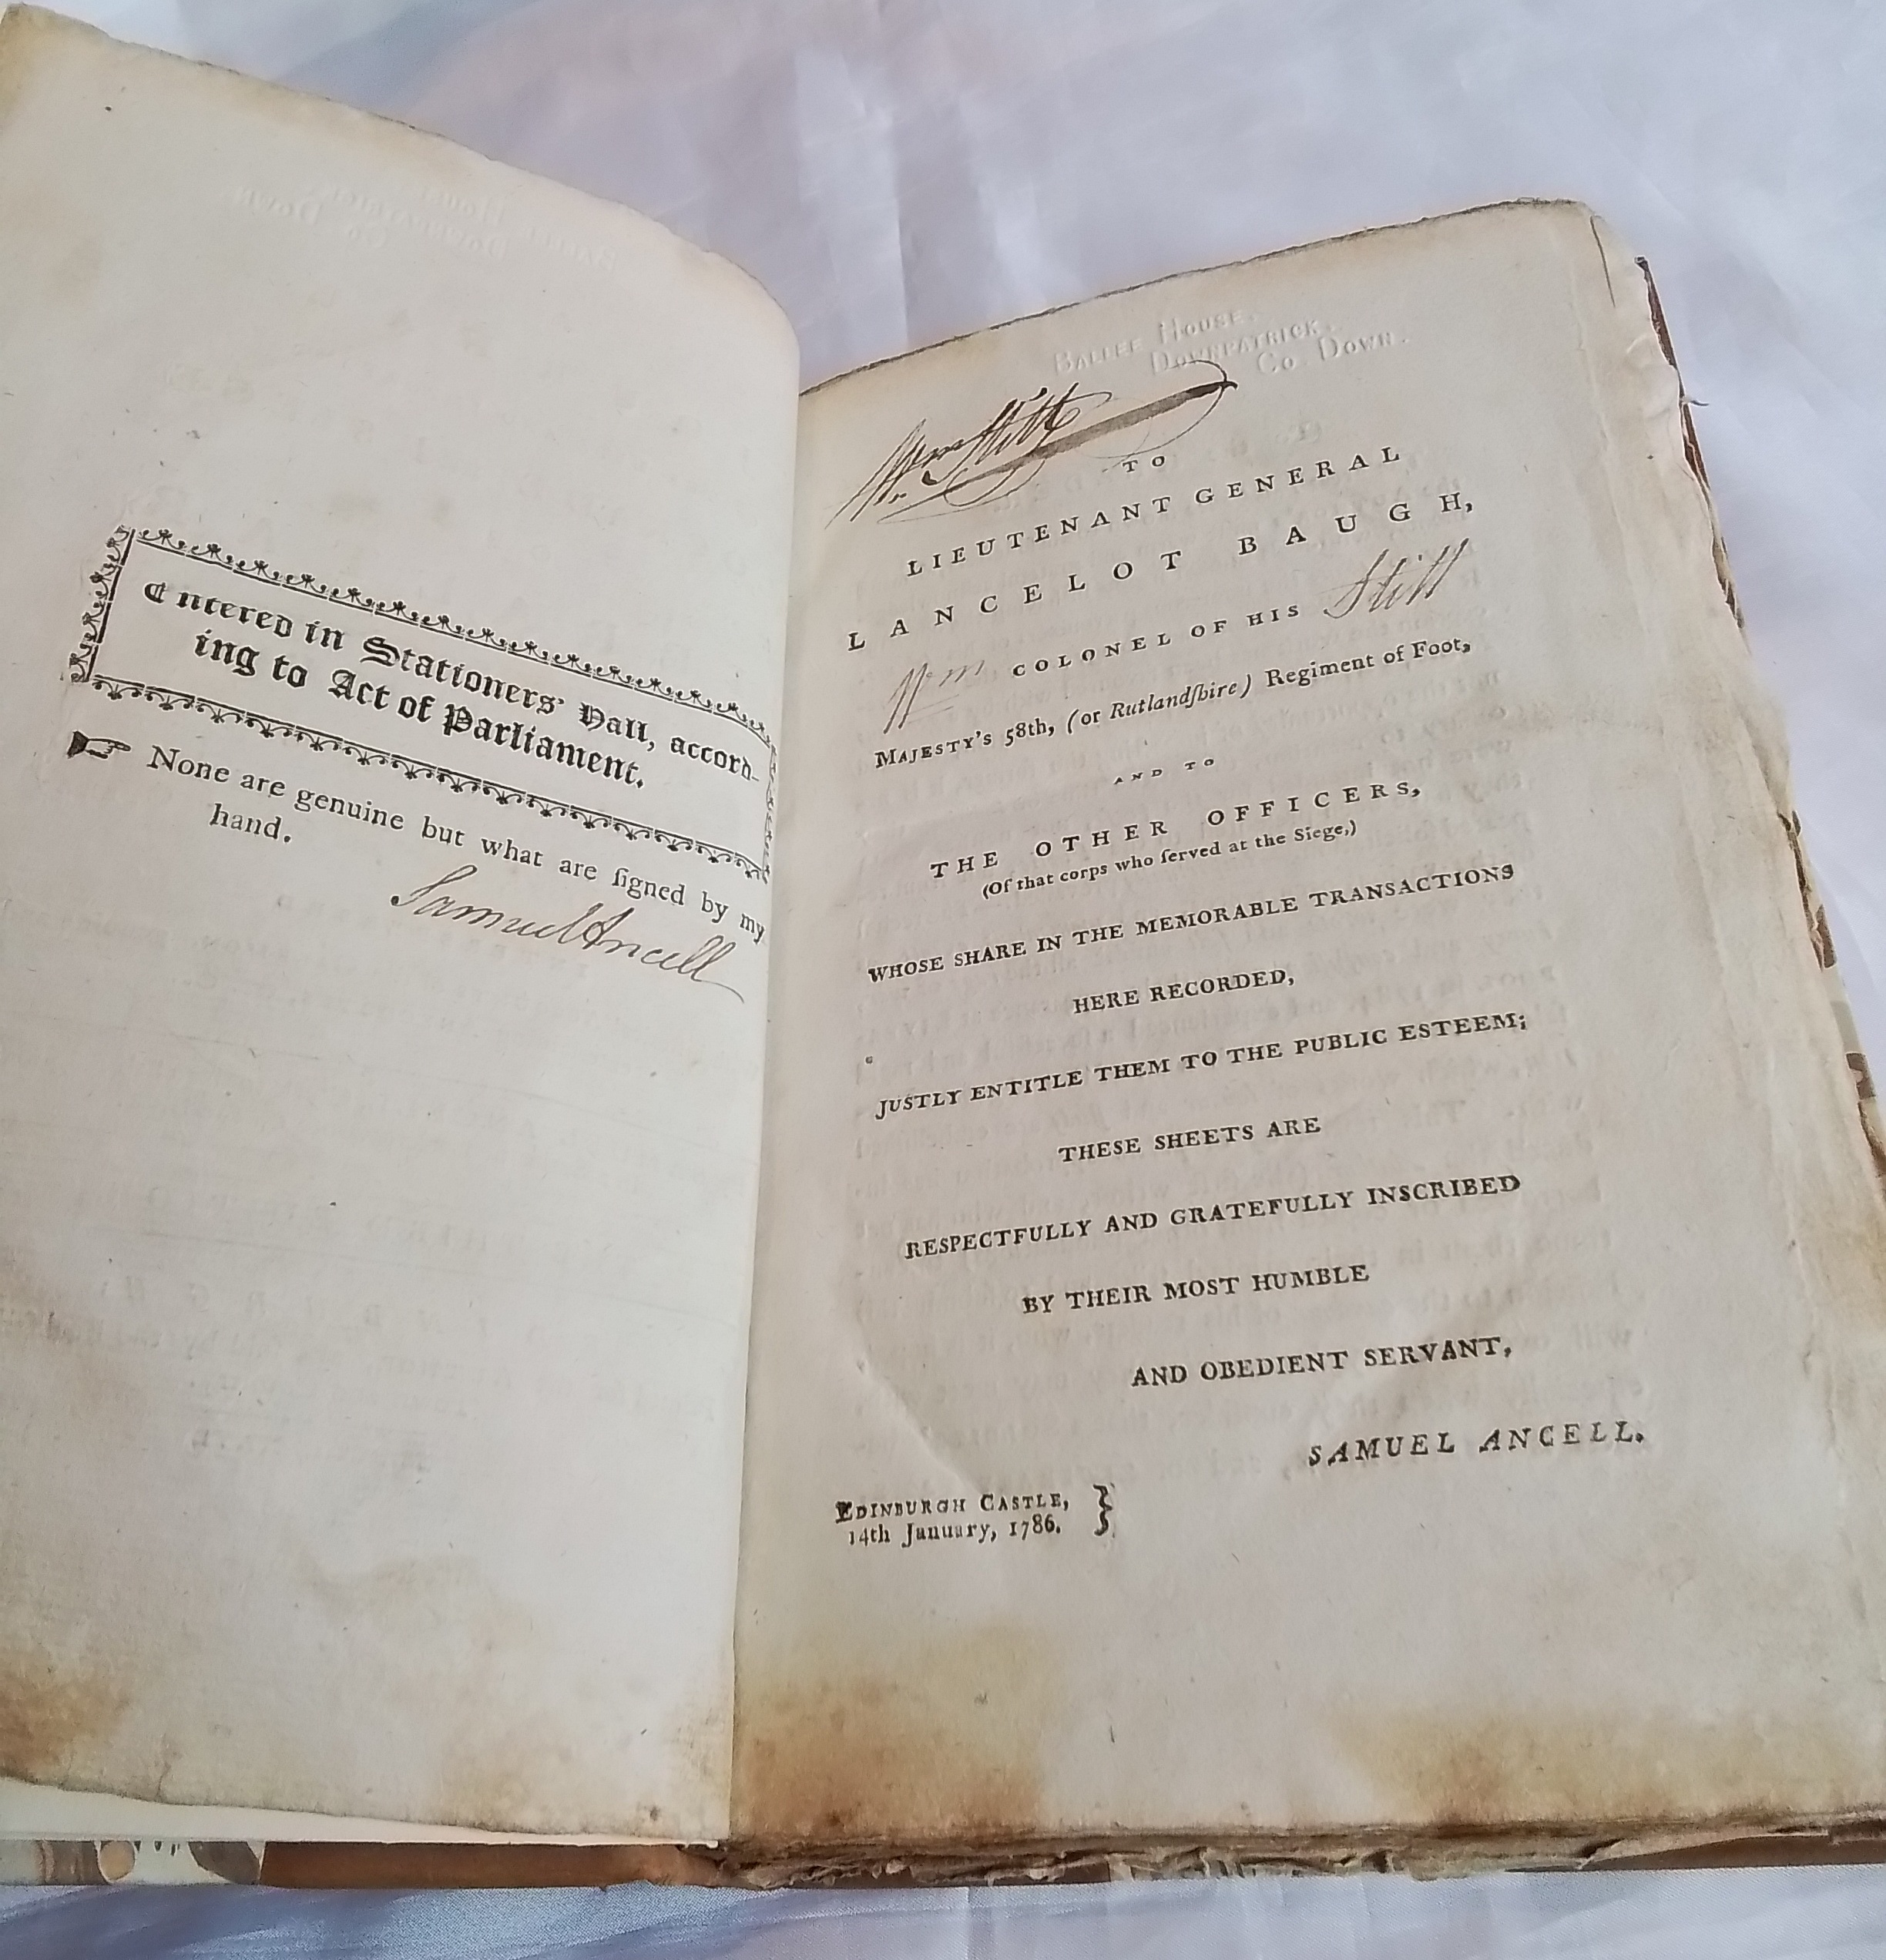 Entered in Stationers' Hall, accord-
ing to Act of Parliament.
☞ None are genuine but what are ſigned by my
hand.
Samuel Ancell
BALLEE HOUSE.
DOWNPATRICK.
CO. DOWN.
Wm Stitt
TO
LIEUTENANT GENERAL
LANCELOT BAUGH,
Wm COLONEL OF HIS Stitt
MAJESTY'S 58th, (or Rutlandſhire) Regiment of Foot,
AND TO
THE OTHER OFFICERS,
(Of that corps who ſerved at the Siege,)
WHOSE SHARE IN THE MEMORABLE TRANSACTIONS
HERE RECORDED,
JUSTLY ENTITLE THEM TO THE PUBLIC ESTEEM;
THESE SHEETS ARE
RESPECTFULLY AND GRATEFULLY INSCRIBED
BY THEIR MOST HUMBLE
AND OBEDIENT SERVANT,
SAMUEL ANCELL.
EDINBURGH CASTLE,
14th January, 1786.